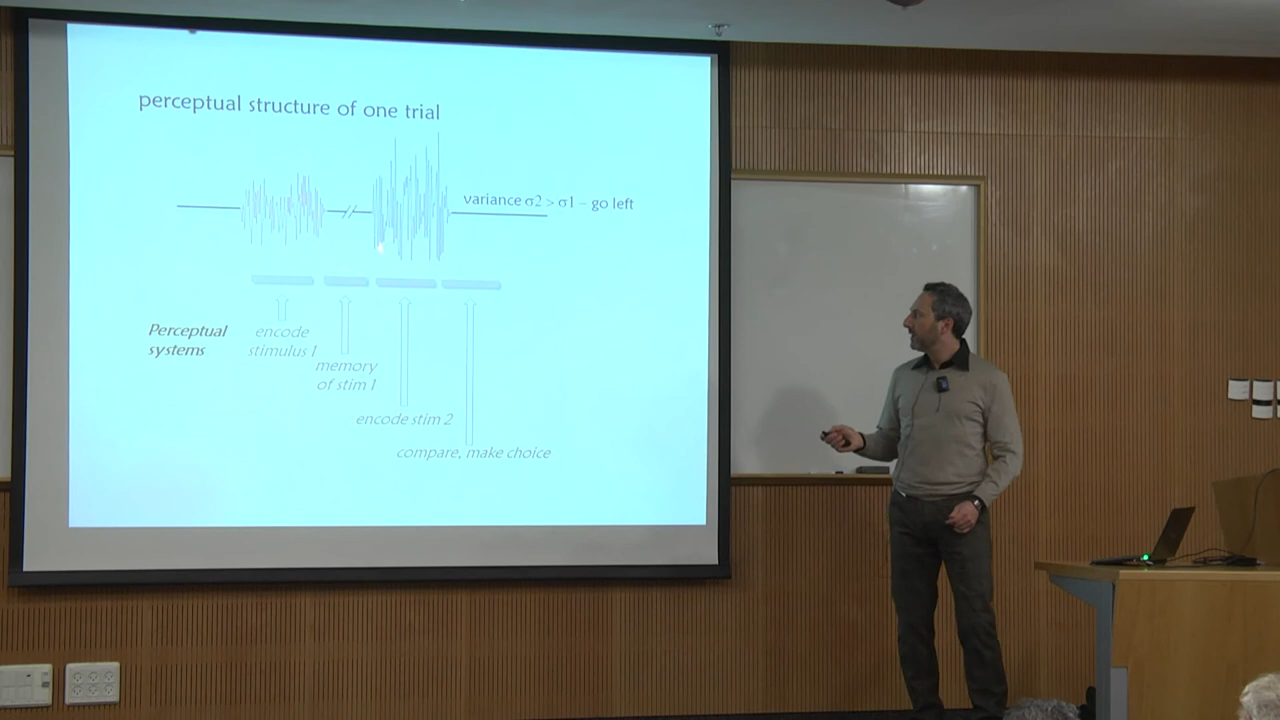 perceptual structure of one trial
variance σ2 > σ1 – go left
Perceptual
systems
encode
stimulus 1
memory
of stim 1
encode stim 2
compare, make choice